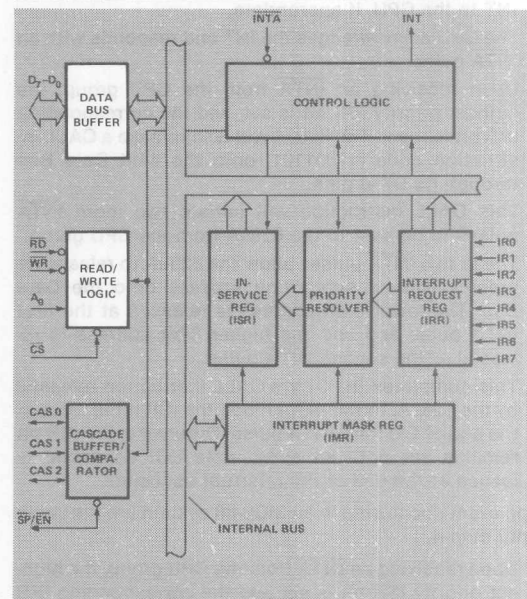 INTA
INT
D7-D0
DATA
BUS
BUFFER
CONTROL LOGIC
RD
WR
READ/
WRITE
LOGIC
A0
CS
IN-
SERVICE
REG
(ISR)
PRIORITY
RESOLVER
INTERRUPT
REQUEST
REG
(IRR)
IR0
IR1
IR2
IR3
IR4
IR5
IR6
IR7
CAS 0
CAS 1
CAS 2
CASCADE
BUFFER/
COMPA-
RATOR
INTERRUPT MASK REG
(IMR)
SP/EN
INTERNAL BUS